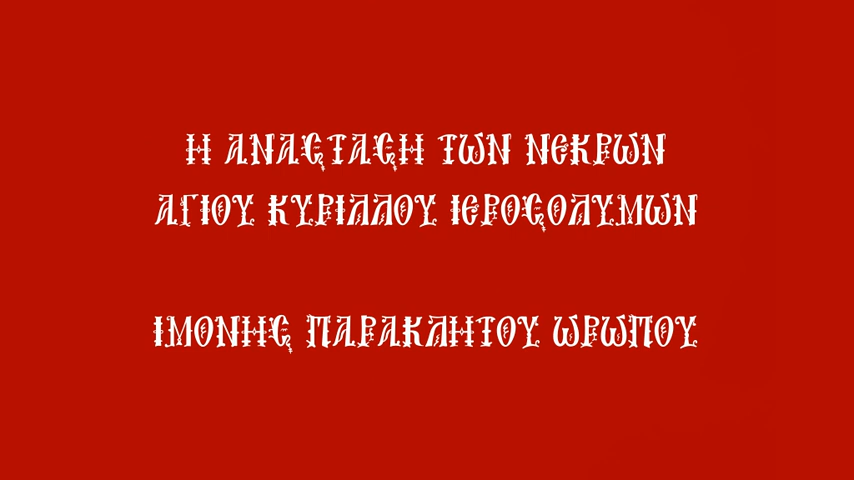 Η ΑΝΑΣΤΑΣΗ ΤΩΝ ΝΕΚΡΩΝ
ΑΓΙΟΥ ΚΥΡΙΛΛΟΥ ΙΕΡΟΣΟΛΥΜΩΝ
ΙΜΟΝΗΣ ΠΑΡΑΚΛΗΤΟΥ ΩΡΩΠΟΥ